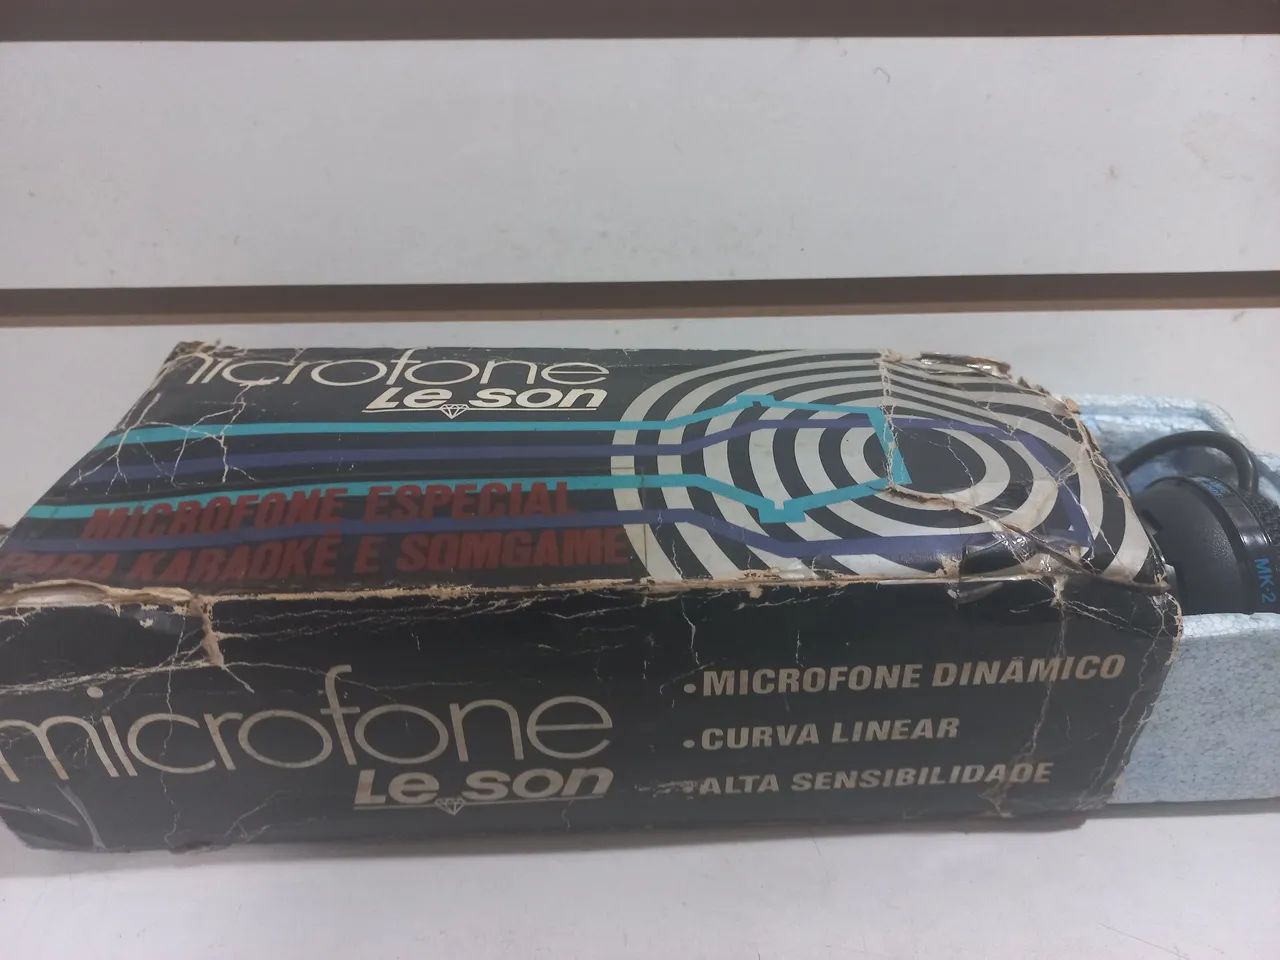 microfone
Le son
MICROFONE ESPECIAL
PARA KARAOKÊ E SOMGAME
microfone
Le son
•MICROFONE DINÂMICO
•CURVA LINEAR
•ALTA SENSIBILIDADE
MK-2